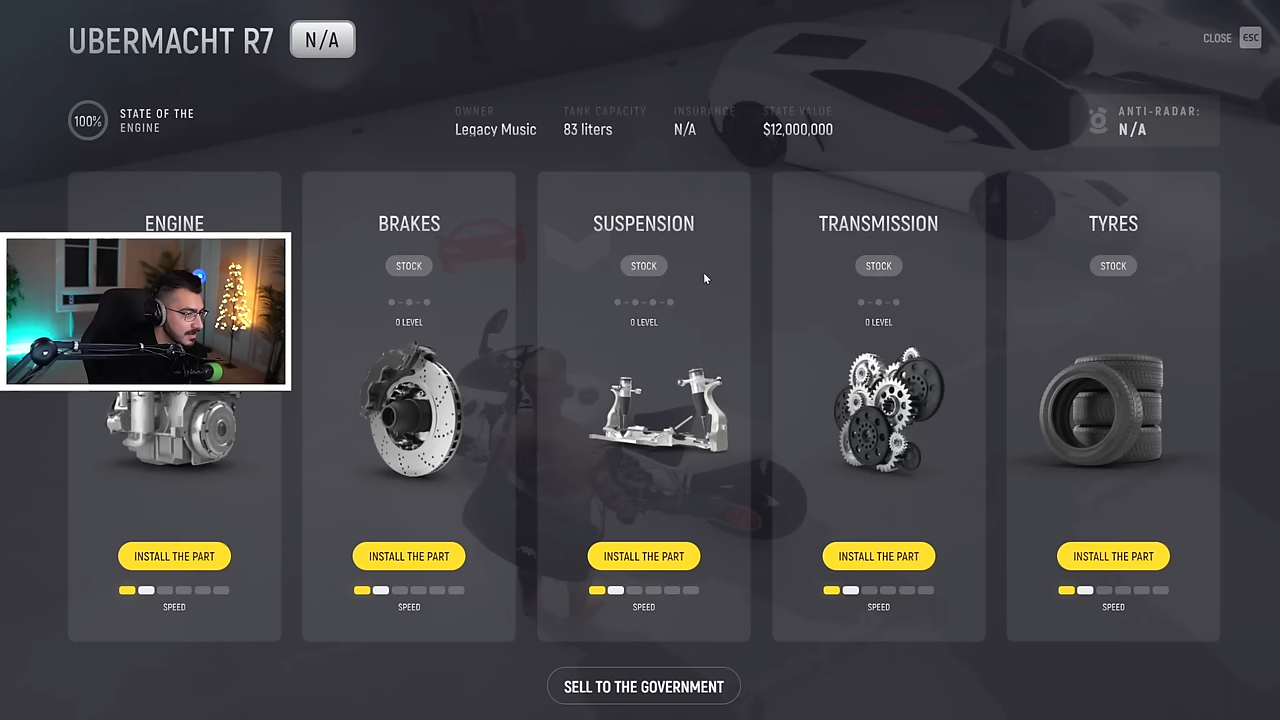 UBERMACHT R7
N/A
CLOSE ESC
100%
STATE OF THE
ENGINE
OWNER
Legacy Music
TANK CAPACITY
83 liters
INSURANCE
N/A
STATE VALUE
$12,000,000
ANTI-RADAR:
N/A
ENGINE
BRAKES
SUSPENSION
TRANSMISSION
TYRES
STOCK
STOCK
STOCK
STOCK
0 LEVEL
0 LEVEL
0 LEVEL
INSTALL THE PART
INSTALL THE PART
INSTALL THE PART
INSTALL THE PART
INSTALL THE PART
SPEED
SPEED
SPEED
SPEED
SPEED
SELL TO THE GOVERNMENT